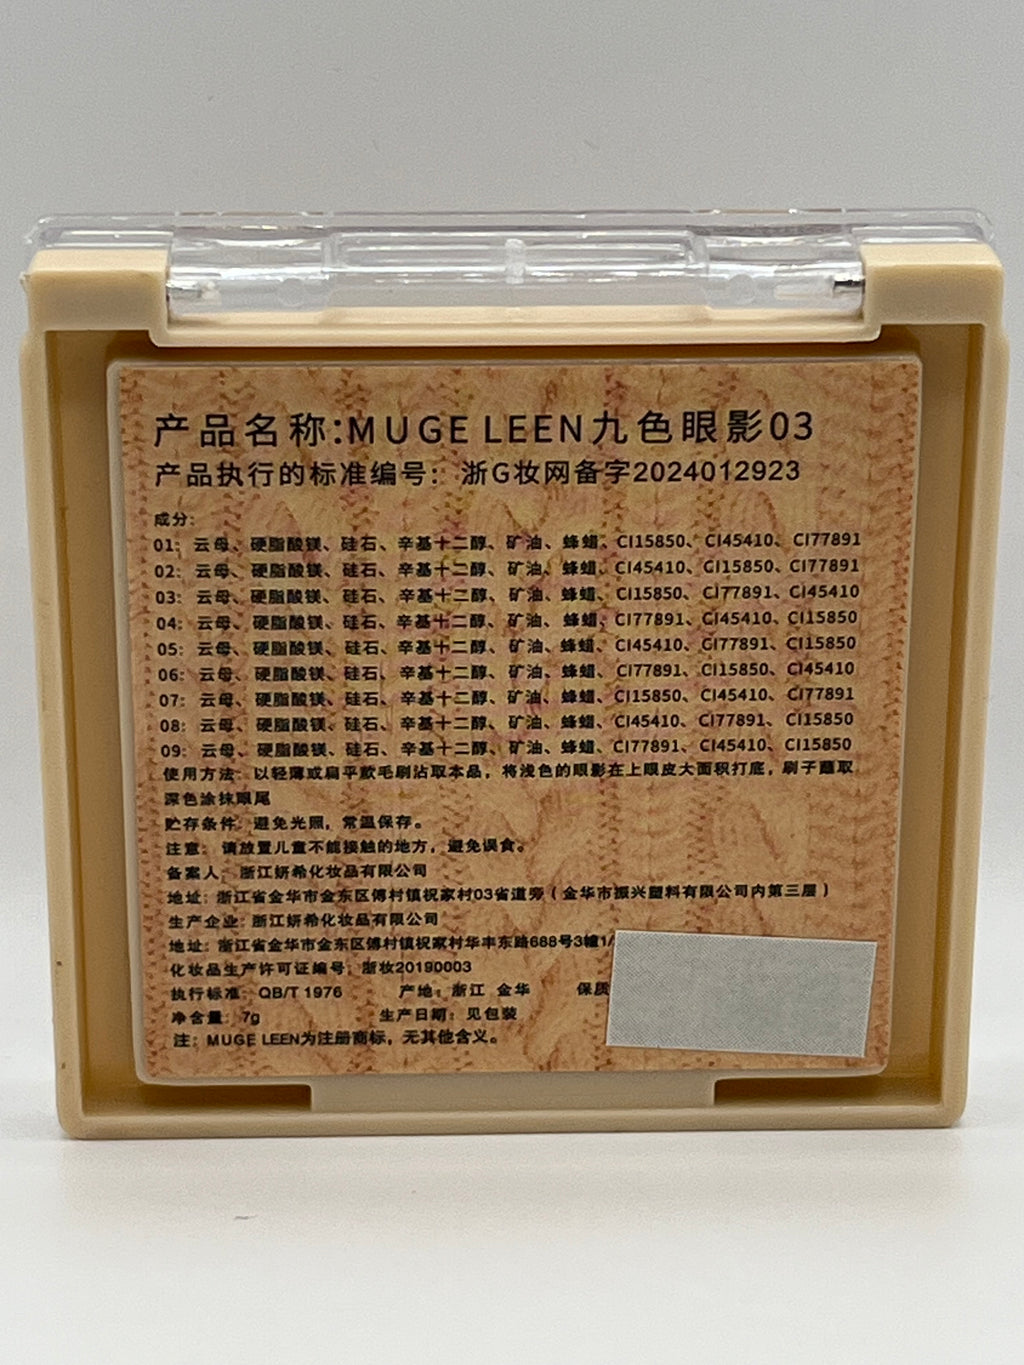 产品名称:MUGE LEEN九色眼影03
产品执行的标准编号：浙G妆网备字2024012923
成分：
01：云母、硬脂酸镁、硅石、辛基十二醇、矿油、蜂蜡、CI15850、CI45410、CI77891
02：云母、硬脂酸镁、硅石、辛基十二醇、矿油、蜂蜡、CI45410、CI15850、CI77891
03：云母、硬脂酸镁、硅石、辛基十二醇、矿油、蜂蜡、CI15850、CI77891、CI45410
04：云母、硬脂酸镁、硅石、辛基十二醇、矿油、蜂蜡、CI77891、CI45410、CI15850
05：云母、硬脂酸镁、硅石、辛基十二醇、矿油、蜂蜡、CI45410、CI77891、CI15850
06：云母、硬脂酸镁、硅石、辛基十二醇、矿油、蜂蜡、CI77891、CI15850、CI45410
07：云母、硬脂酸镁、硅石、辛基十二醇、矿油、蜂蜡、CI15850、CI45410、CI77891
08：云母、硬脂酸镁、硅石、辛基十二醇、矿油、蜂蜡、CI45410、CI77891、CI15850
09：云母、硬脂酸镁、硅石、辛基十二醇、矿油、蜂蜡、CI77891、CI45410、CI15850
使用方法：以轻薄或扁平款毛刷沾取本品，将浅色的眼影在上眼皮大面积打底，刷子蘸取
深色涂抹眼尾
贮存条件：避免光照，常温保存。
注意：请放置儿童不能接触的地方，避免误食。
备案人：浙江妍希化妆品有限公司
地址：浙江省金华市金东区傅村镇祝家村03省道旁（金华市振兴塑料有限公司内第三层）
生产企业：浙江妍希化妆品有限公司
地址：浙江省金华市金东区傅村镇祝家村华丰东路688号3幢1/
化妆品生产许可证编号：浙妆20190003
执行标准：QB/T 1976 产地：浙江 金华 保质
净含量：7g 生产日期：见包装
注：MUGE LEEN为注册商标，无其他含义。